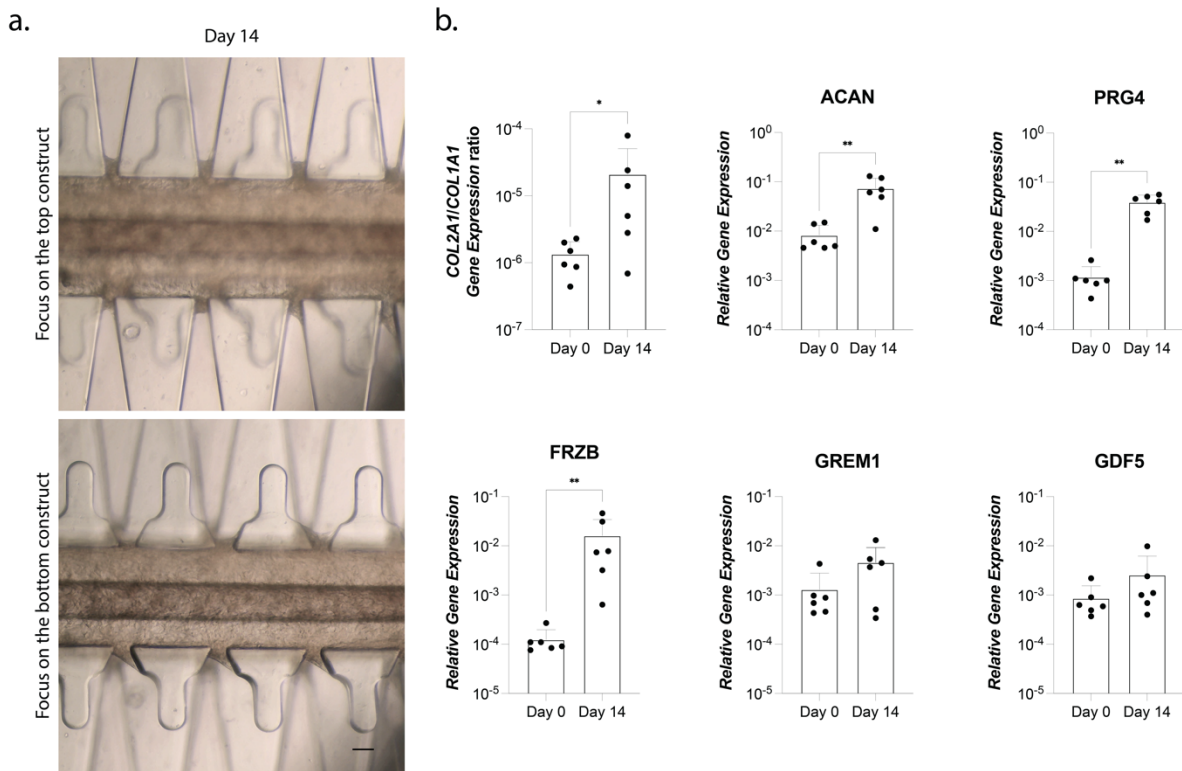 a.
Day 14
Focus on the top construct
Focus on the bottom construct
b.
COL2A1/COL1A1
Gene Expression ratio
10⁻⁴
10⁻⁵
10⁻⁶
10⁻⁷
*
Day 0 Day 14
ACAN
Relative Gene Expression
10⁰
10⁻¹
10⁻²
10⁻³
10⁻⁴
**
Day 0 Day 14
PRG4
Relative Gene Expression
10⁰
10⁻¹
10⁻²
10⁻³
10⁻⁴
**
Day 0 Day 14
FRZB
Relative Gene Expression
10⁻¹
10⁻²
10⁻³
10⁻⁴
10⁻⁵
**
Day 0 Day 14
GREM1
Relative Gene Expression
10⁻¹
10⁻²
10⁻³
10⁻⁴
10⁻⁵
Day 0 Day 14
GDF5
Relative Gene Expression
10⁻¹
10⁻²
10⁻³
10⁻⁴
10⁻⁵
Day 0 Day 14